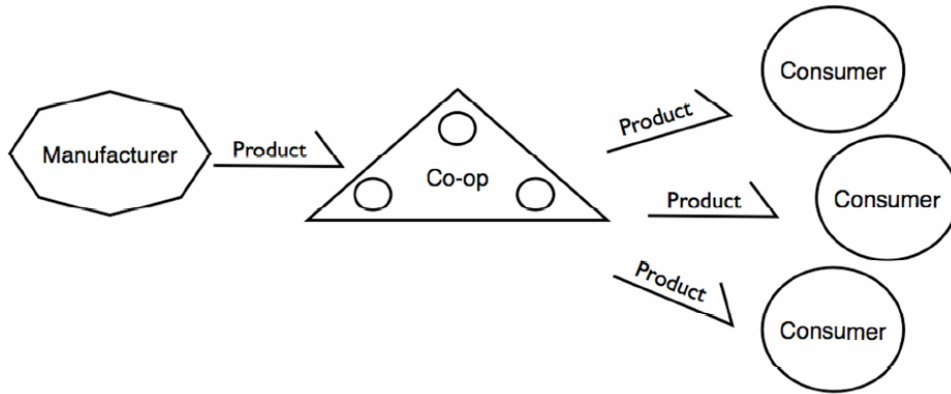 Manufacturer
Product
Co-op
Product
Consumer
Product
Consumer
Product
Consumer